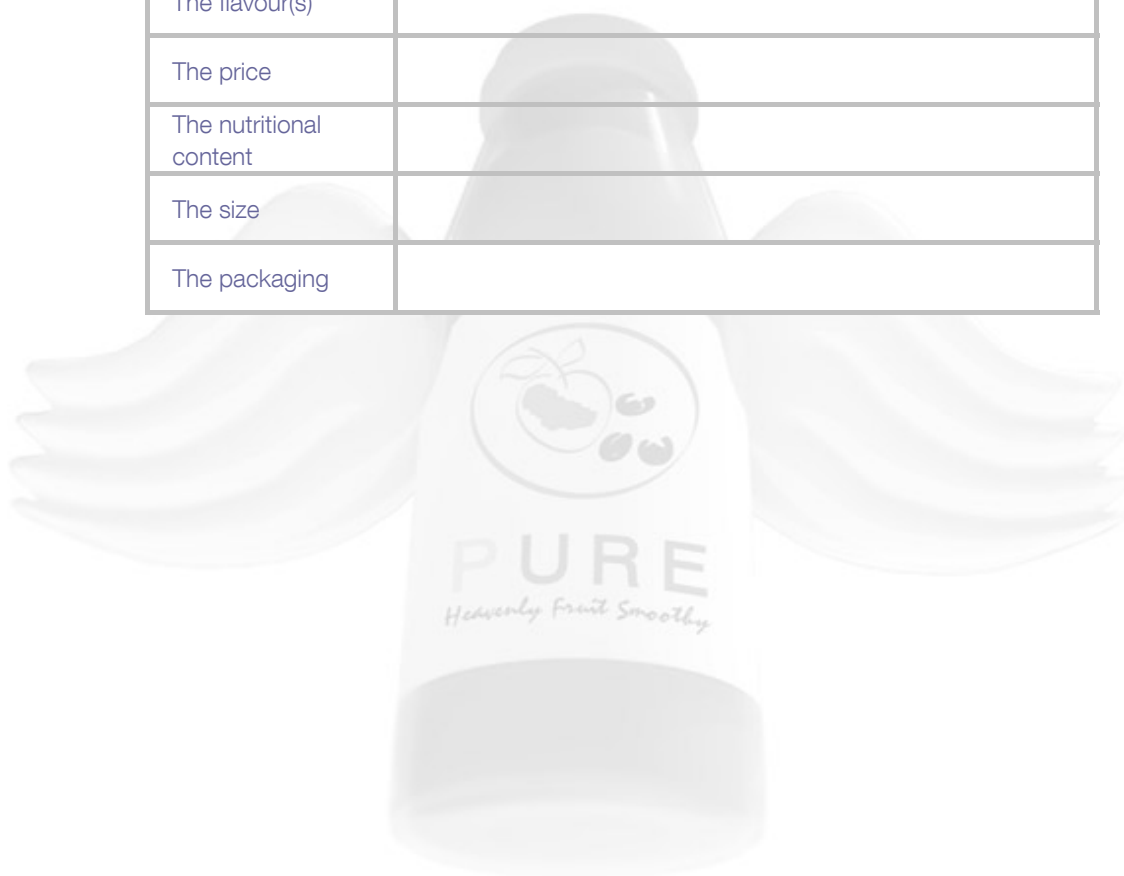 The flavour(s)
The price
The nutritional
content
The size
The packaging
PURE
Heavenly Fruit Smoothy